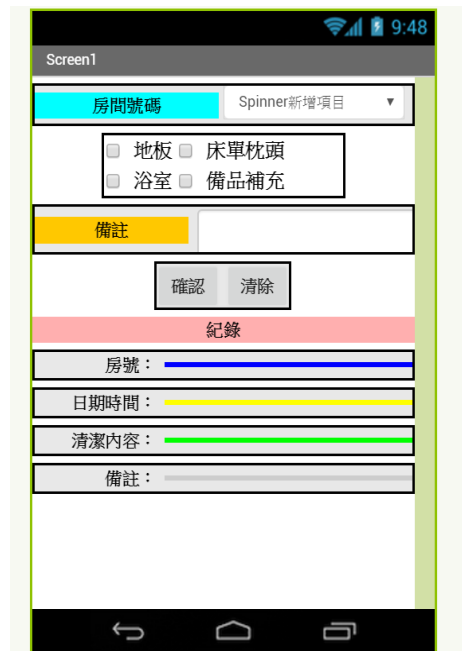 9:48
Screen1
房間號碼 Spinner新增項目
地板 床單枕頭
浴室 備品補充
備註
確認 清除
紀錄
房號：
日期時間：
清潔內容：
備註：